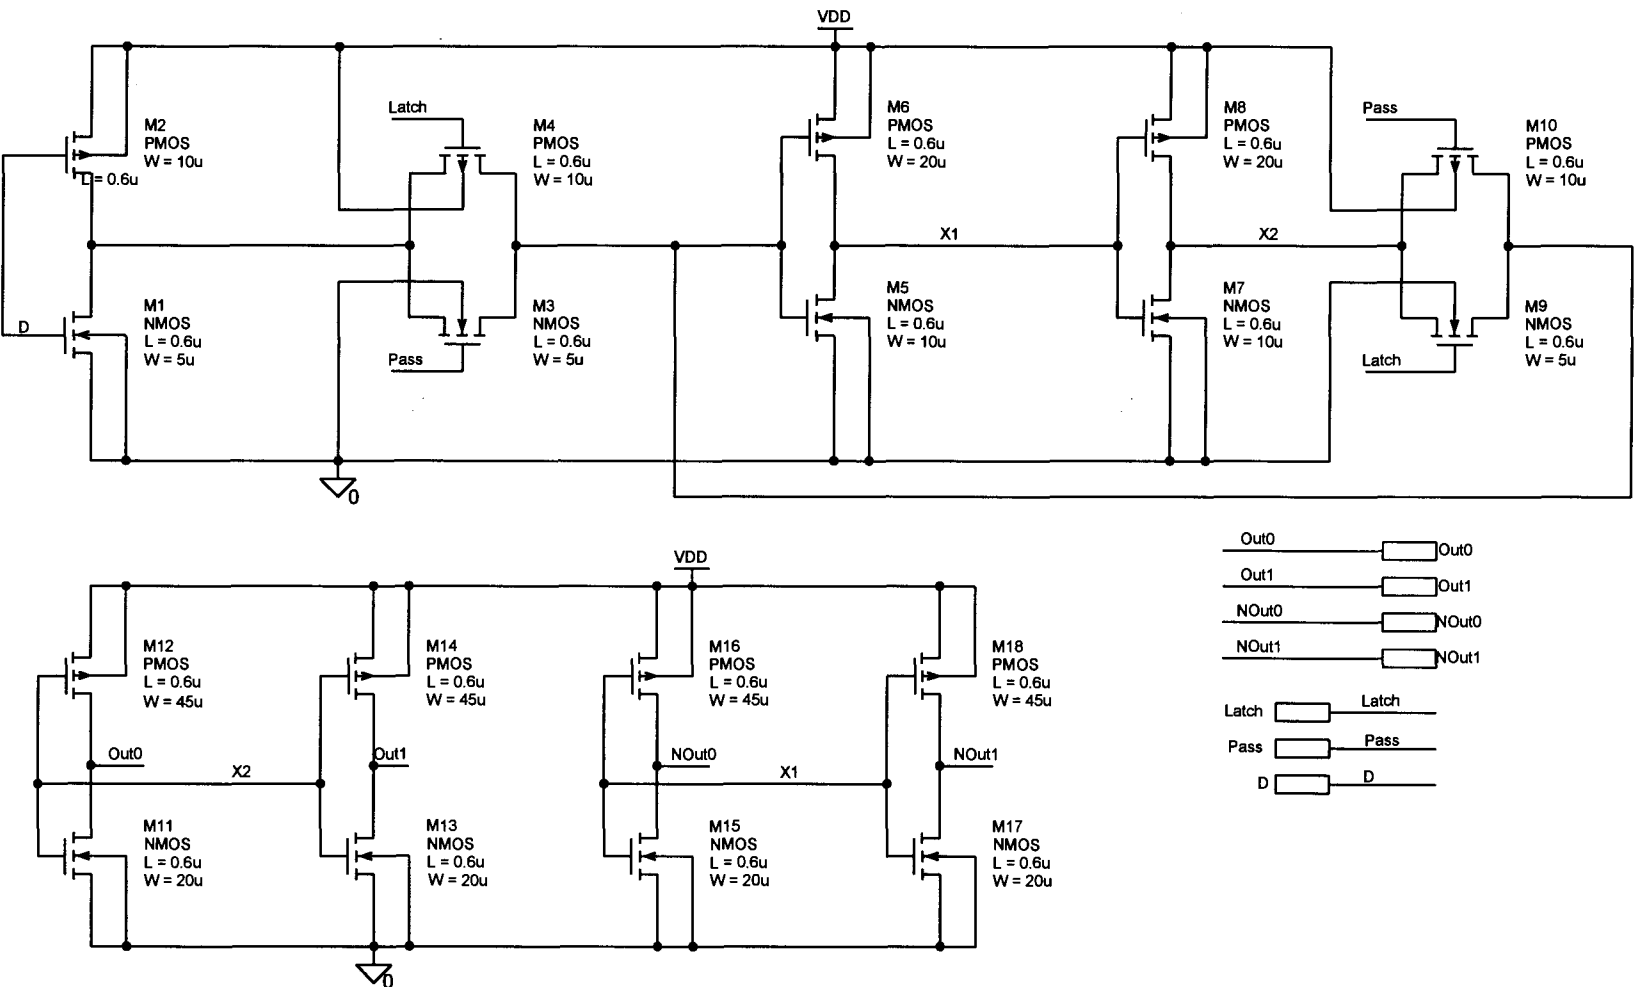 VDD
M2
PMOS
W = 10u
L = 0.6u
Latch
M4
PMOS
L = 0.6u
W = 10u
M6
PMOS
L = 0.6u
W = 20u
M8
PMOS
L = 0.6u
W = 20u
Pass
M10
PMOS
L = 0.6u
W = 10u
X1
X2
D
M1
NMOS
L = 0.6u
W = 5u
Pass
M3
NMOS
L = 0.6u
W = 5u
M5
NMOS
L = 0.6u
W = 10u
M7
NMOS
L = 0.6u
W = 10u
Latch
M9
NMOS
L = 0.6u
W = 5u
0
VDD
M12
PMOS
L = 0.6u
W = 45u
M14
PMOS
L = 0.6u
W = 45u
M16
PMOS
L = 0.6u
W = 45u
M18
PMOS
L = 0.6u
W = 45u
Out0
X2
Out1
NOut0
X1
NOut1
M11
NMOS
L = 0.6u
W = 20u
M13
NMOS
L = 0.6u
W = 20u
M15
NMOS
L = 0.6u
W = 20u
M17
NMOS
L = 0.6u
W = 20u
0
Out0 Out0
Out1 Out1
NOut0 NOut0
NOut1 NOut1
Latch Latch
Pass Pass
D D